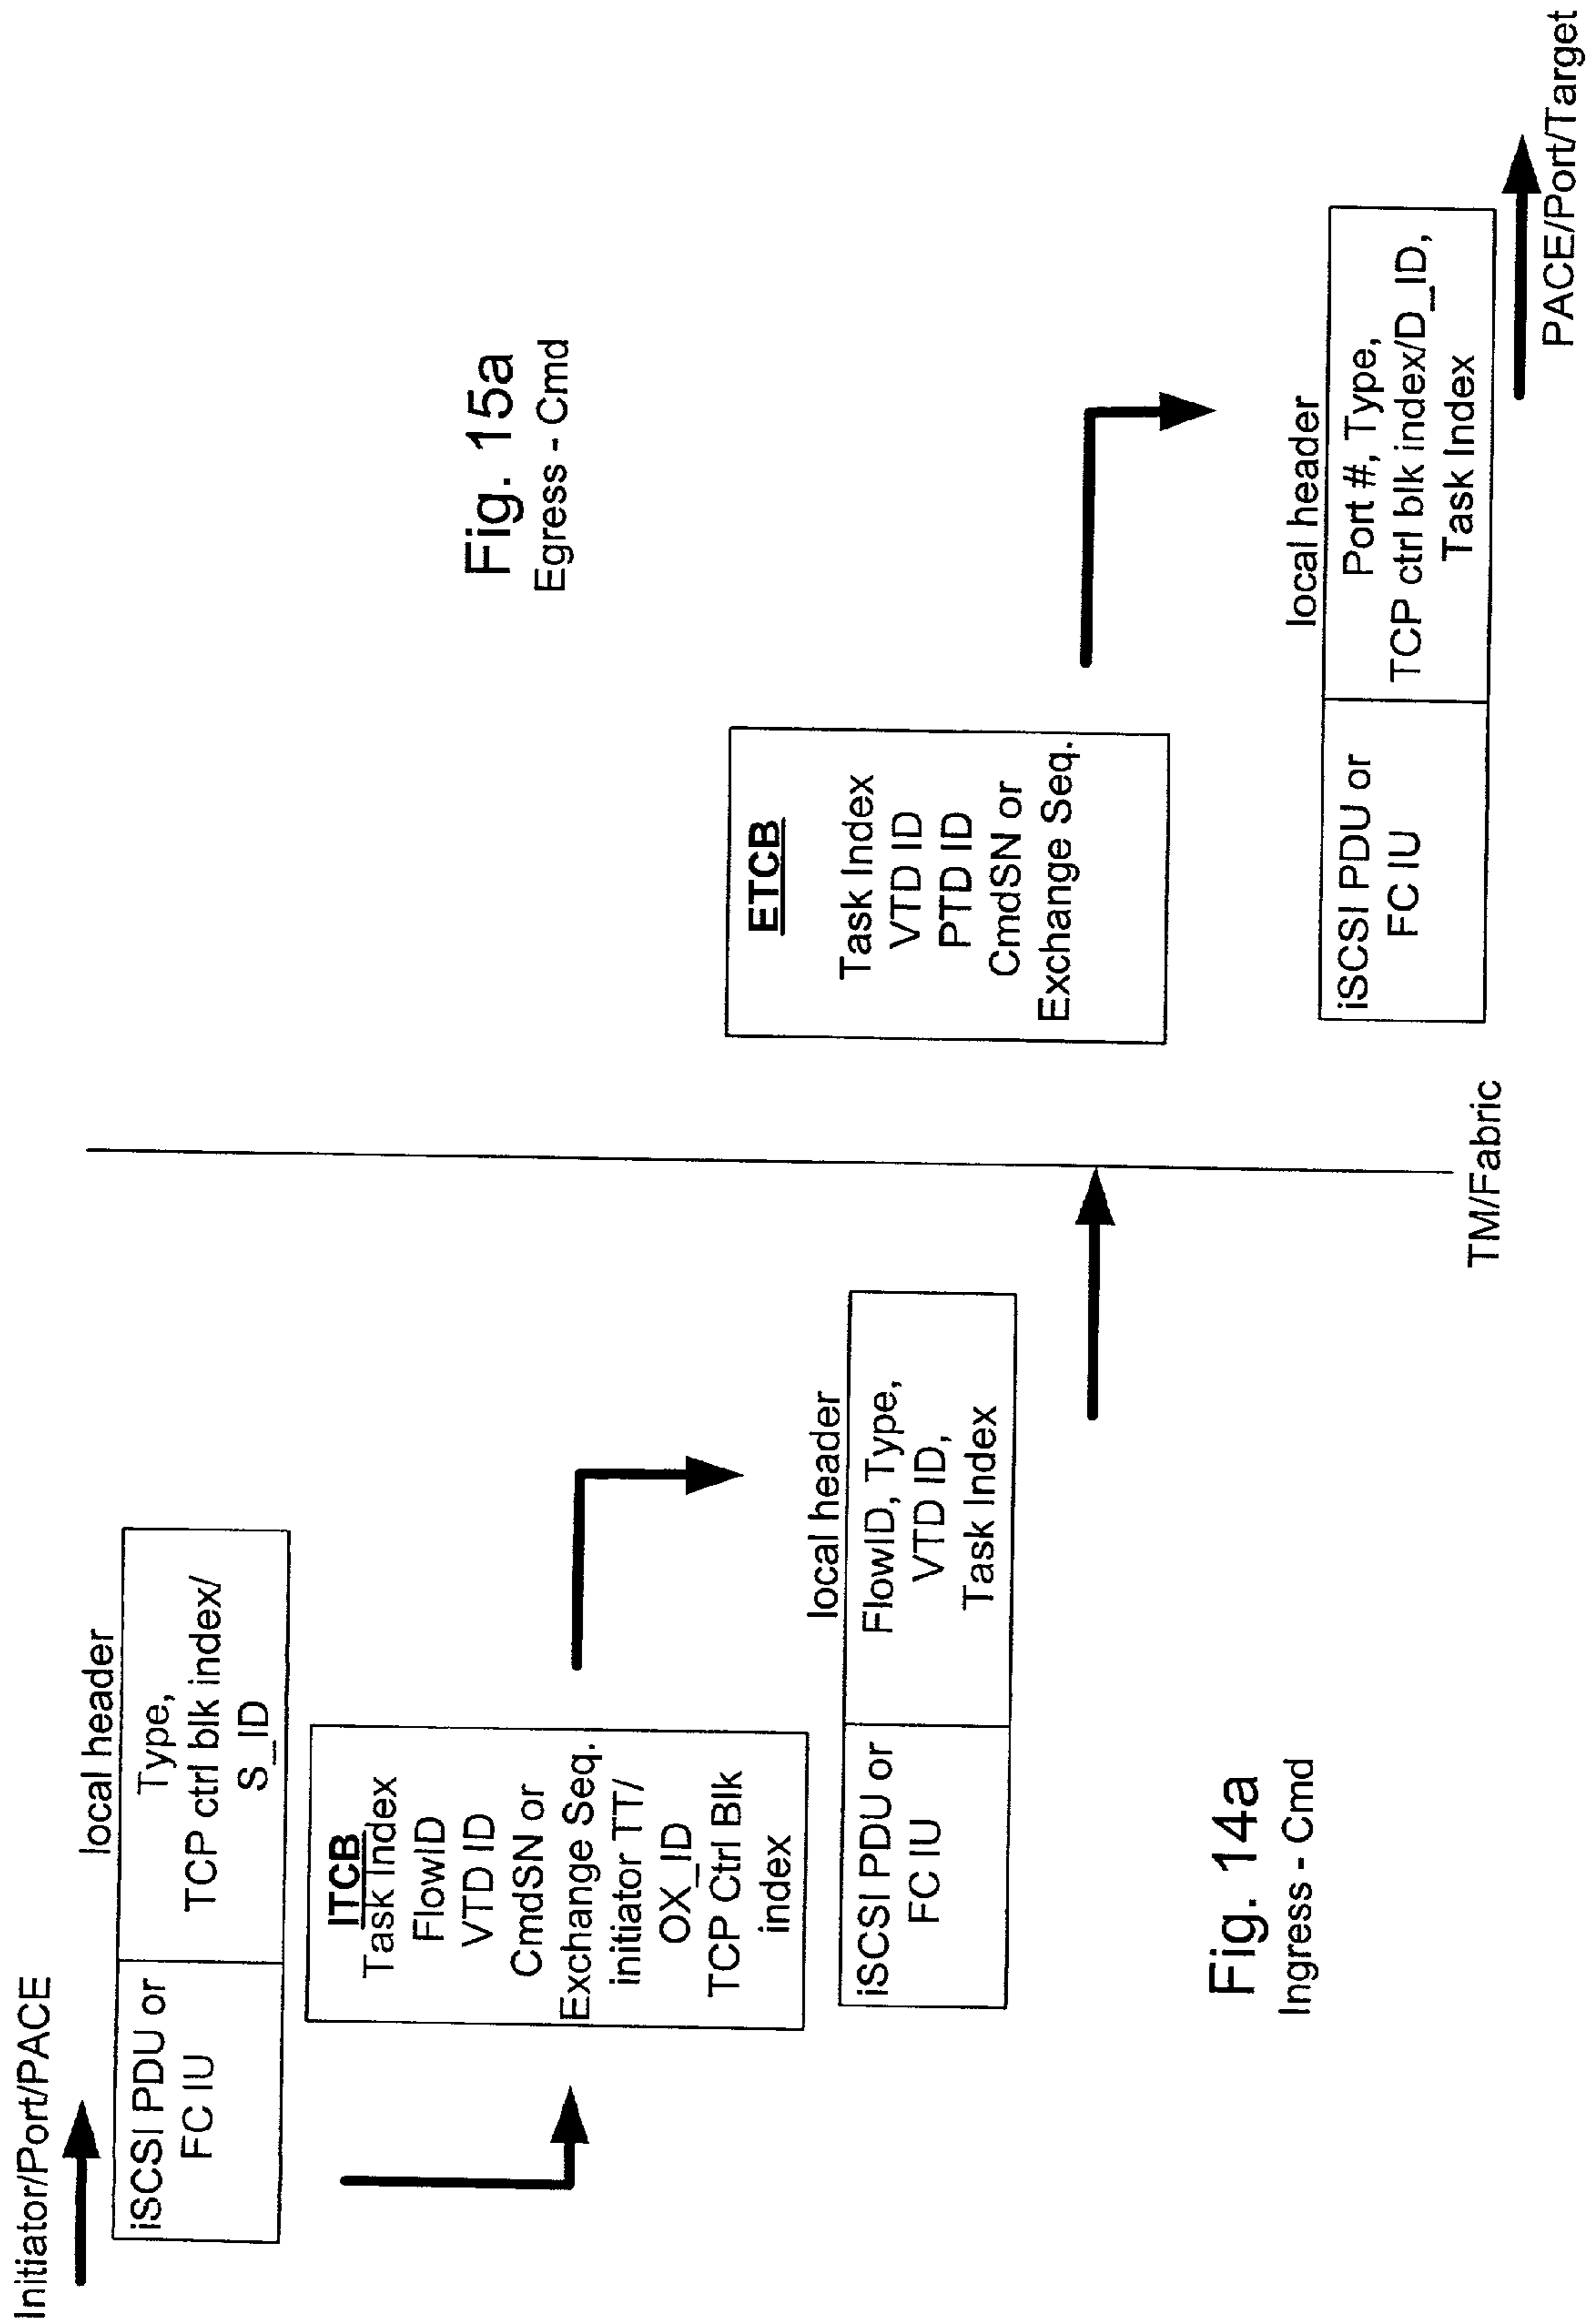 Initiator/Port/PACE
local header
iSCSI PDU or
FC IU
Type,
TCP ctrl blk index/
S_ID
ITCB
Task Index
FlowID
VTD ID
CmdSN or
Exchange Seq.
initiator TT/
OX_ID
TCP Ctrl Blk
index
local header
iSCSI PDU or
FC IU
FlowID, Type,
VTD ID,
Task Index
Fig. 14a
Ingress - Cmd
TM/Fabric
Fig. 15a
Egress - Cmd
ETCB
Task Index
VTD ID
PTD ID
CmdSN or
Exchange Seq.
local header
iSCSI PDU or
FC IU
Port #, Type,
TCP ctrl blk index/D_ID,
Task Index
PACE/Port/Target